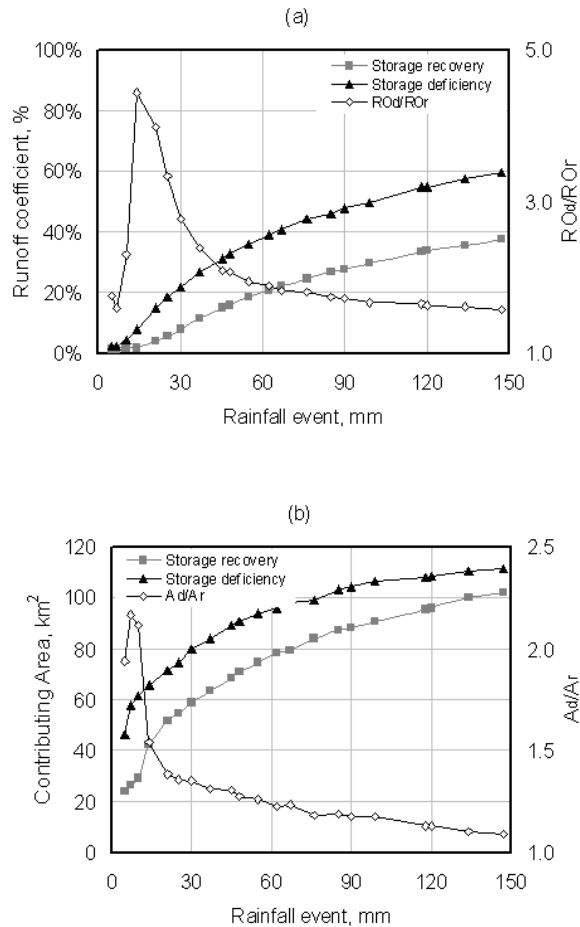 (a)
100%
80%
60%
40%
20%
0%
Runoff coefficient, %
Storage recovery
Storage deficiency
ROd/ROr
5.0
3.0
1.0
ROd/ROr
0
30
60
90
120
150
Rainfall event, mm
(b)
120
100
80
60
40
20
0
Contributing Area, km²
Storage recovery
Storage deficiency
Ad/Ar
2.5
2.0
1.5
1.0
Ad/Ar
0
30
60
90
120
150
Rainfall event, mm